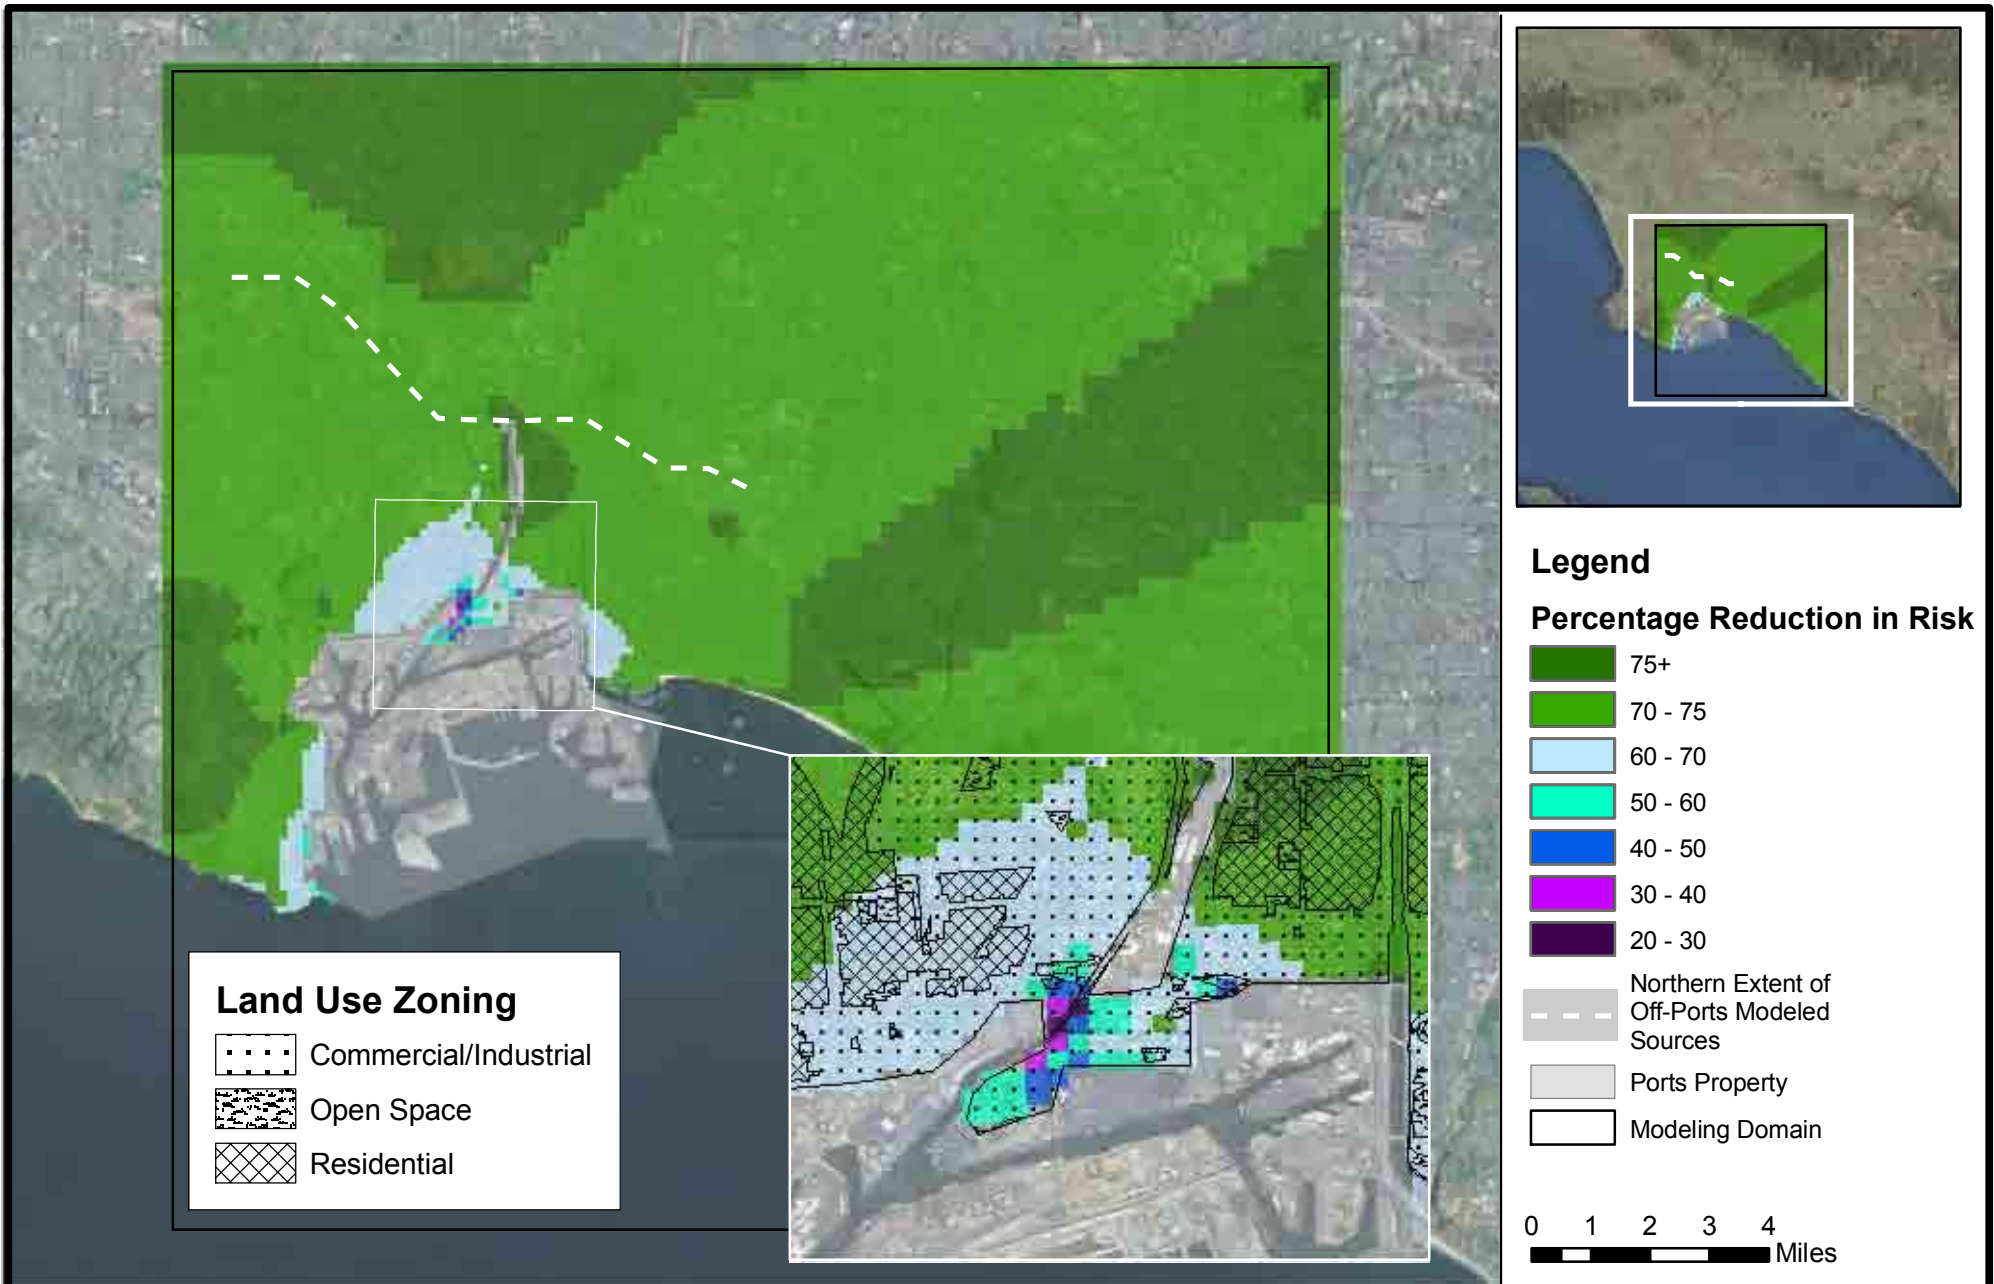 Legend
Percentage Reduction in Risk
75+
70 - 75
60 - 70
50 - 60
40 - 50
30 - 40
20 - 30
Northern Extent of
Off-Ports Modeled
Sources
Ports Property
Modeling Domain
0 1 2 3 4
Miles
Land Use Zoning
Commercial/Industrial
Open Space
Residential